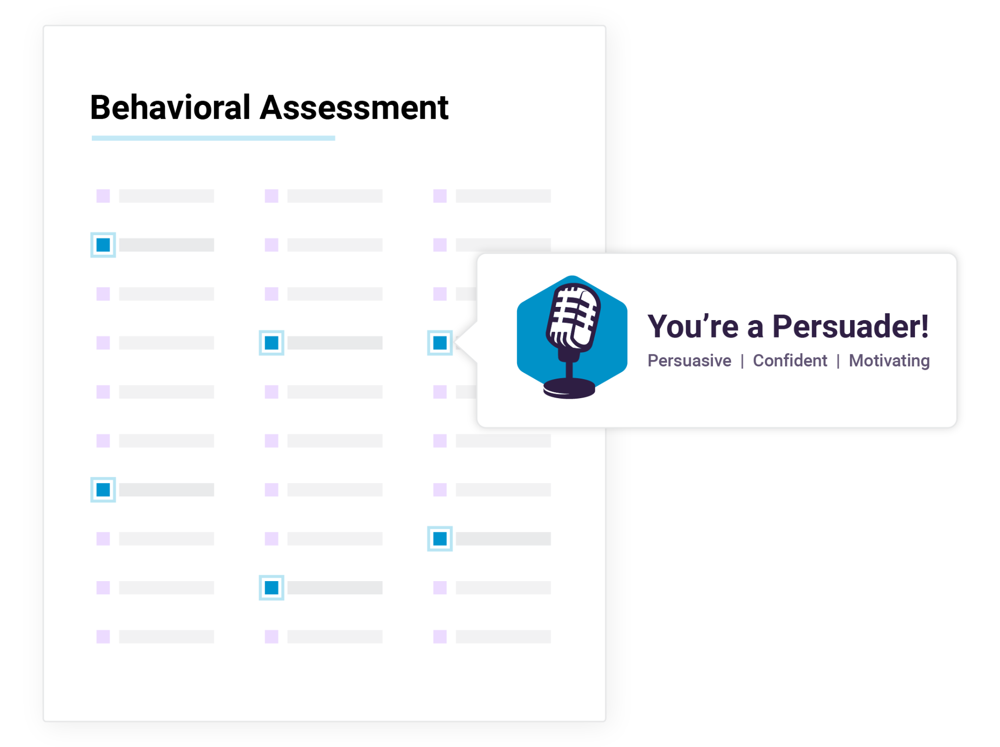 Behavioral Assessment
You’re a Persuader!
Persuasive | Confident | Motivating